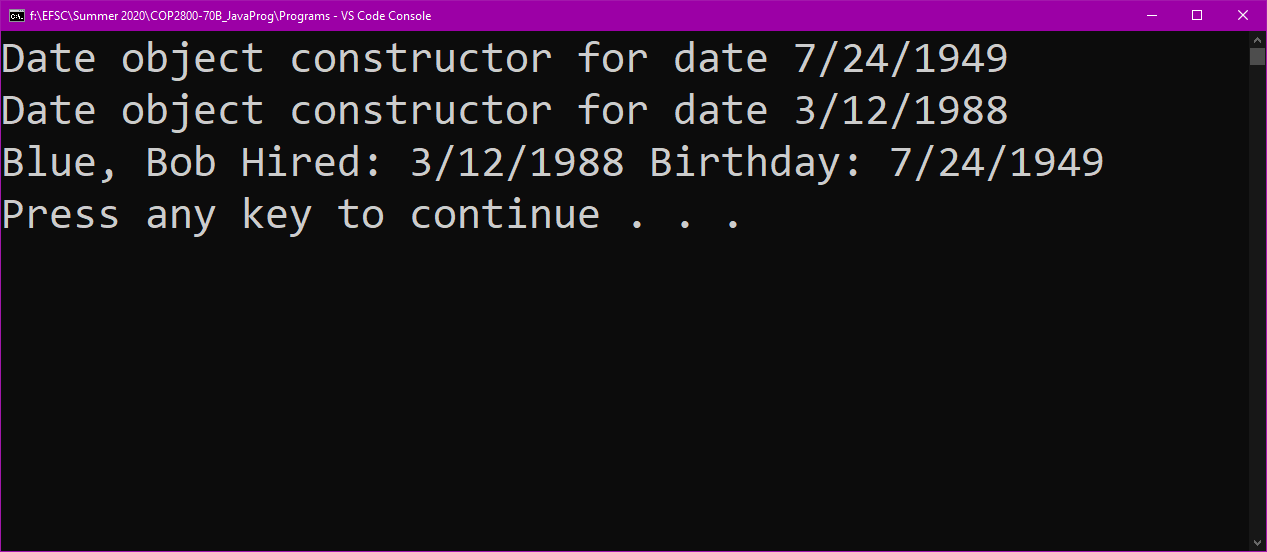 f:\EFSC\Summer 2020\COP2800-70B_JavaProg\Programs - VS Code Console
Date object constructor for date 7/24/1949
Date object constructor for date 3/12/1988
Blue, Bob Hired: 3/12/1988 Birthday: 7/24/1949
Press any key to continue . . .